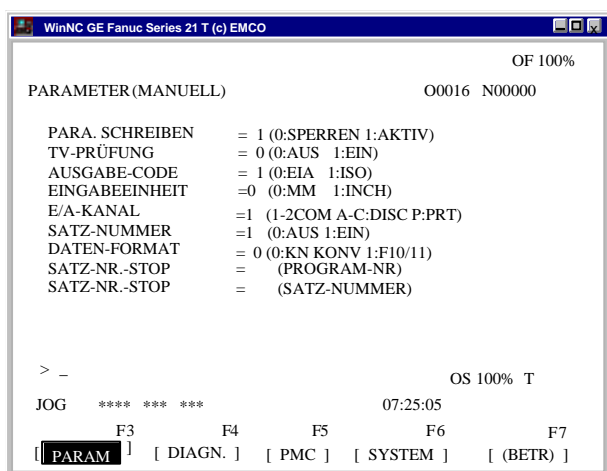 WinNC GE Fanuc Series 21 T (c) EMCO
OF 100%
PARAMETER (MANUELL) O0016 N00000
PARA. SCHREIBEN = 1 (0:SPERREN 1:AKTIV)
TV-PRÜFUNG = 0 (0:AUS 1:EIN)
AUSGABE-CODE = 1 (0:EIA 1:ISO)
EINGABEEINHEIT =0 (0:MM 1:INCH)
E/A-KANAL =1 (1-2COM A-C:DISC P:PRT)
SATZ-NUMMER =1 (0:AUS 1:EIN)
DATEN-FORMAT = 0 (0:KN KONV 1:F10/11)
SATZ-NR.-STOP = (PROGRAM-NR)
SATZ-NR.-STOP = (SATZ-NUMMER)
> _
OS 100% T
JOG **** *** *** 07:25:05
F3 F4 F5 F6 F7
[ PARAM ] [ DIAGN. ] [ PMC ] [ SYSTEM ] [ (BETR) ]